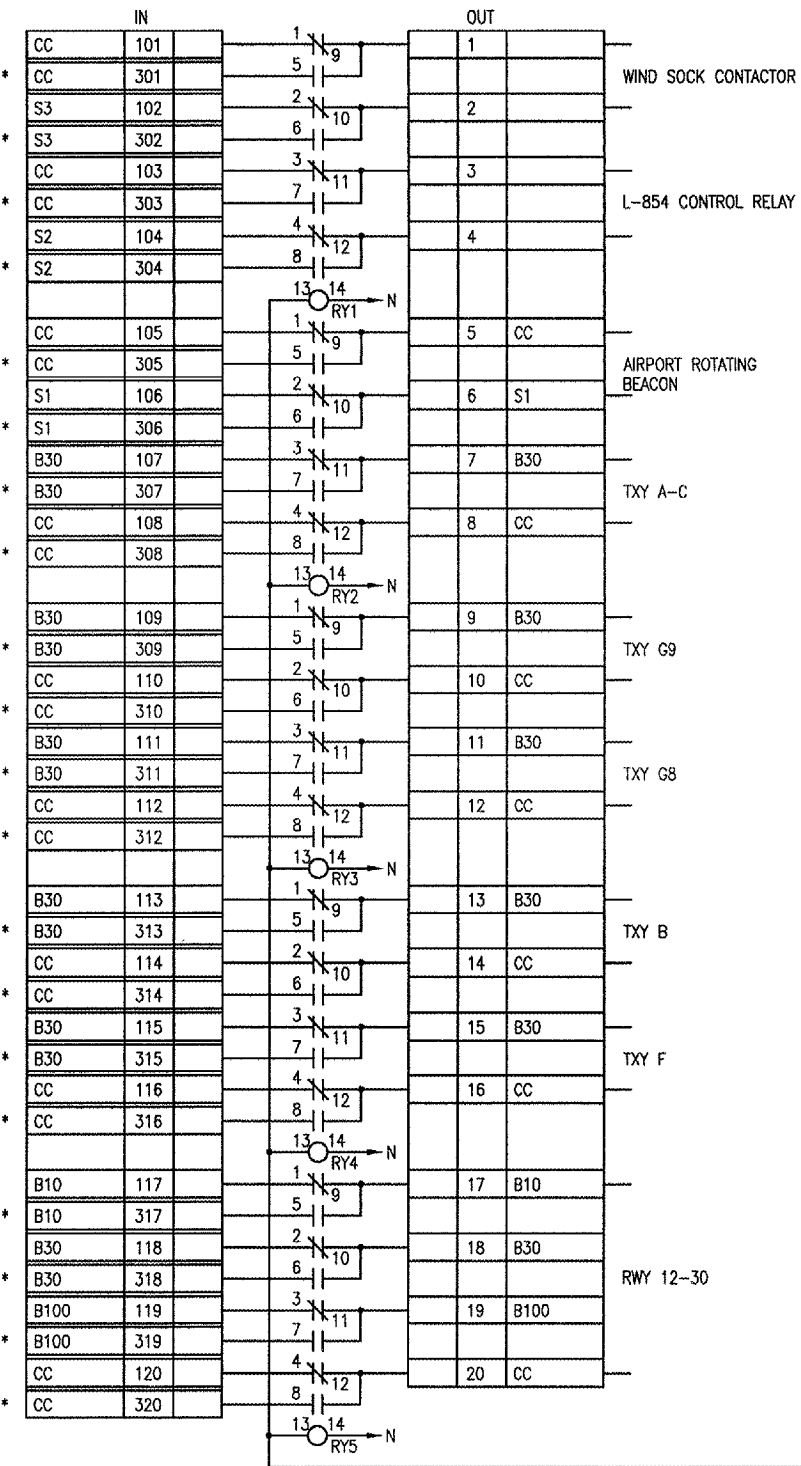 IN OUT
CC 101 1 9 1
* CC 301 5 WIND SOCK CONTACTOR
S3 102 2 10 2
* S3 302 6
CC 103 3 11 3
* CC 303 7 L-854 CONTROL RELAY
S2 104 4 12 4
* S2 304 8
13 14 N
RY1
CC 105 1 9 5 CC
* CC 305 5 AIRPORT ROTATING
BEACON
S1 106 2 10 6 S1
* S1 306 6
B30 107 3 11 7 B30
* B30 307 7 TXY A-C
CC 108 4 12 8 CC
* CC 308 8
13 14 N
RY2
B30 109 1 9 9 B30
* B30 309 5 TXY G9
CC 110 2 10 10 CC
* CC 310 6
B30 111 3 11 11 B30
* B30 311 7 TXY G8
CC 112 4 12 12 CC
* CC 312 8
13 14 N
RY3
B30 113 1 9 13 B30
* B30 313 5 TXY B
CC 114 2 10 14 CC
* CC 314 6
B30 115 3 11 15 B30
* B30 315 7 TXY F
CC 116 4 12 16 CC
* CC 316 8
13 14 N
RY4
B10 117 1 9 17 B10
* B10 317 5
B30 118 2 10 18 B30
* B30 318 6 RWY 12-30
B100 119 3 11 19 B100
* B100 319 7
CC 120 4 12 20 CC
* CC 320 8
13 14 N
RY5